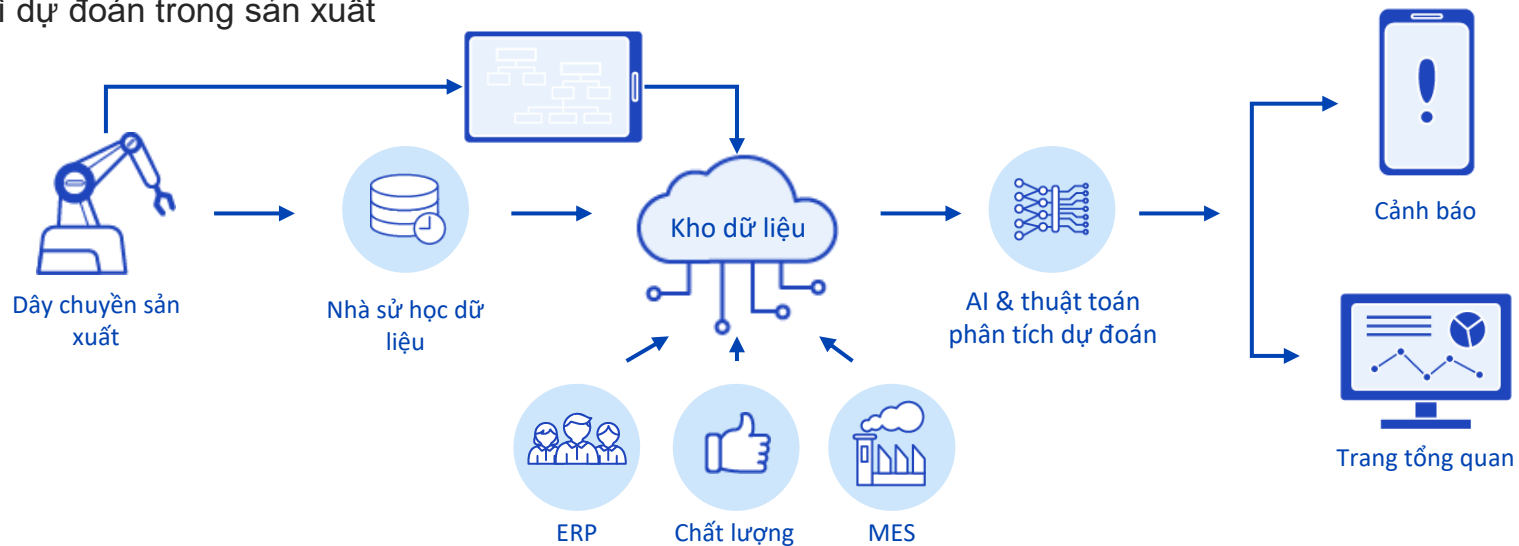 ì dự đoán trong sản xuất
Kho dữ liệu
Cảnh báo
Dây chuyền sản
xuất
Nhà sử học dữ
liệu
AI & thuật toán
phân tích dự đoán
Trang tổng quan
ERP
Chất lượng
MES